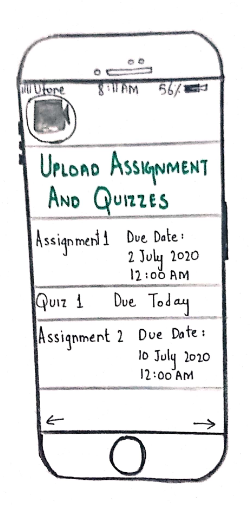 Ufone 8:11 AM 56%
UPLOAD ASSIGNMENT
AND QUIZZES
Assignment 1 Due Date:
2 July 2020
12:00 AM
Quiz 1 Due Today
Assignment 2 Due Date:
10 July 2020
12:00 AM